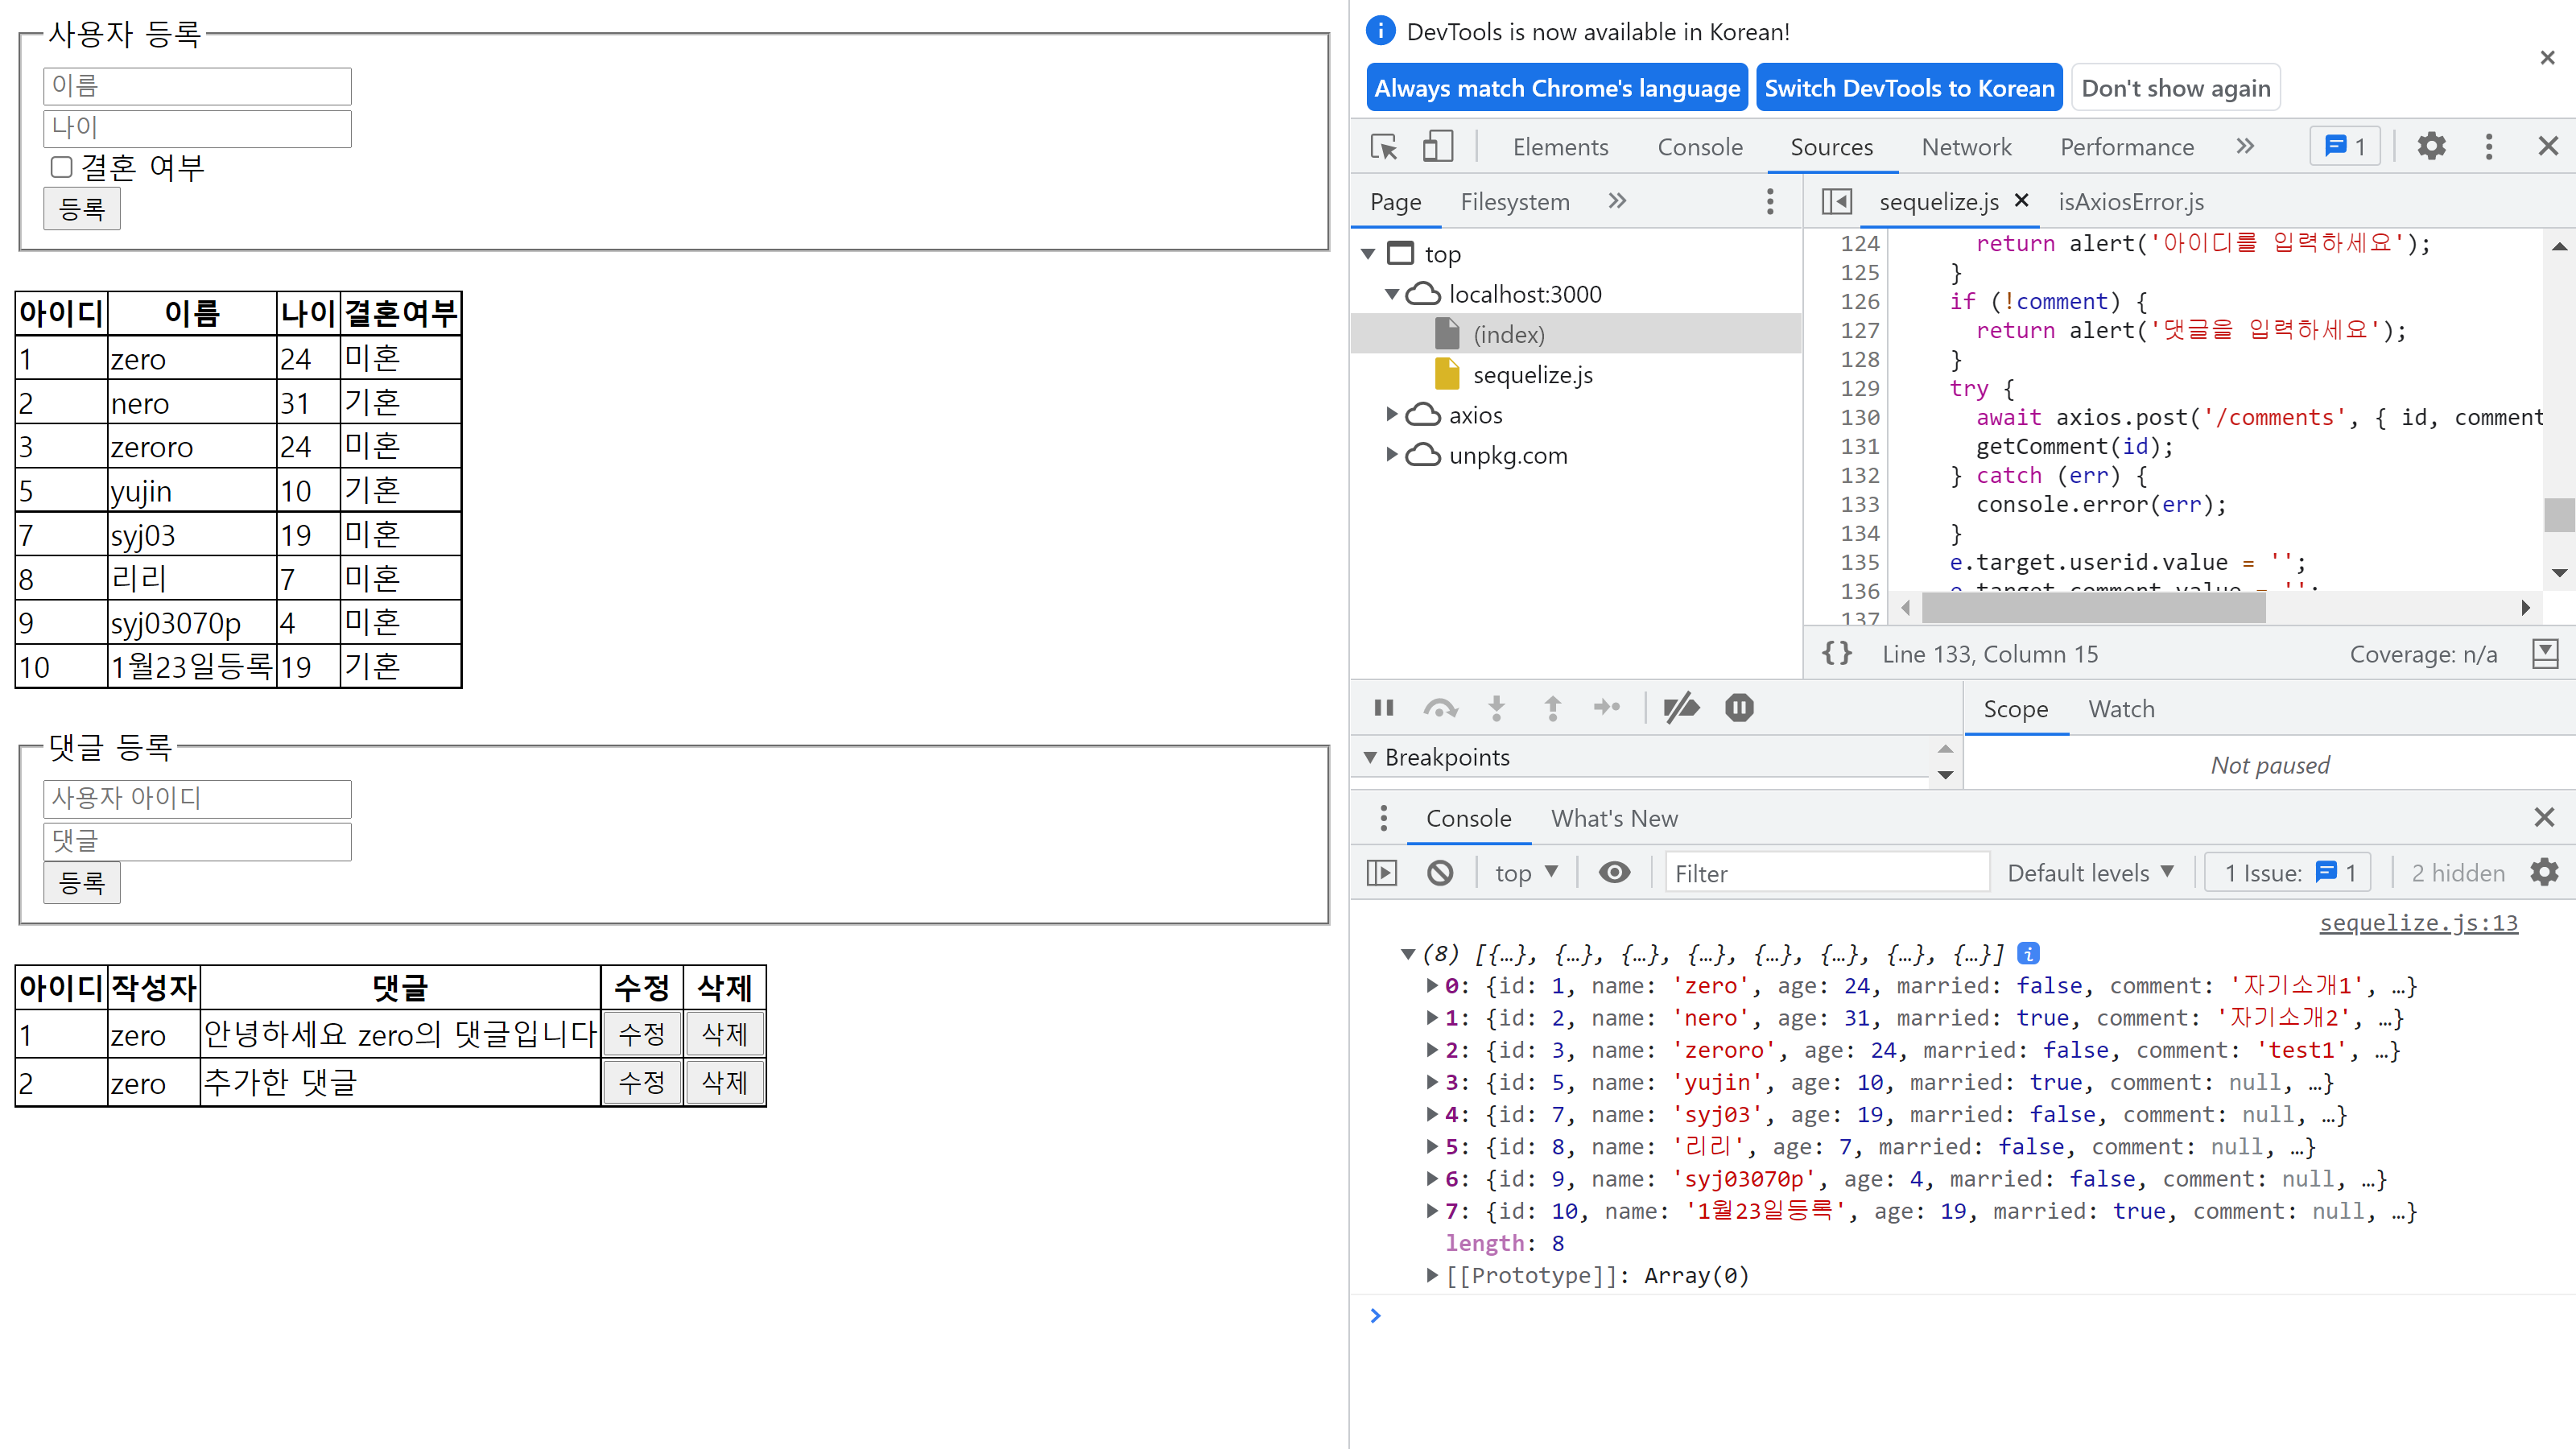 사용자 등록
이름
나이
결혼 여부
등록
아이디 이름 나이 결혼여부
1 zero 24 미혼
2 nero 31 기혼
3 zeroro 24 미혼
5 yujin 10 기혼
7 syj03 19 미혼
8 리리 7 미혼
9 syj03070p 4 미혼
10 1월23일등록 19 기혼
댓글 등록
사용자 아이디
댓글
등록
아이디 작성자 댓글 수정 삭제
1 zero 안녕하세요 zero의 댓글입니다 수정 삭제
2 zero 추가한 댓글 수정 삭제
DevTools is now available in Korean!
Always match Chrome's language Switch DevTools to Korean Don't show again
Elements Console Sources Network Performance 1
Page Filesystem
top
localhost:3000
(index)
sequelize.js
axios
unpkg.com
sequelize.js isAxiosError.js
124 return alert('아이디를 입력하세요');
125 }
126 if (!comment) {
127 return alert('댓글을 입력하세요');
128 }
129 try {
130 await axios.post('/comments', { id, comment
131 getComment(id);
132 } catch (err) {
133 console.error(err);
134 }
135 e.target.userid.value = '';
136 e.target.comment.value = '';
137
{} Line 133, Column 15 Coverage: n/a
Scope Watch
Breakpoints
Not paused
Console What's New
top Filter Default levels 1 Issue: 1 2 hidden
sequelize.js:13
(8) [{…}, {…}, {…}, {…}, {…}, {…}, {…}, {…}]
0: {id: 1, name: 'zero', age: 24, married: false, comment: '자기소개1', …}
1: {id: 2, name: 'nero', age: 31, married: true, comment: '자기소개2', …}
2: {id: 3, name: 'zeroro', age: 24, married: false, comment: 'test1', …}
3: {id: 5, name: 'yujin', age: 10, married: true, comment: null, …}
4: {id: 7, name: 'syj03', age: 19, married: false, comment: null, …}
5: {id: 8, name: '리리', age: 7, married: false, comment: null, …}
6: {id: 9, name: 'syj03070p', age: 4, married: false, comment: null, …}
7: {id: 10, name: '1월23일등록', age: 19, married: true, comment: null, …}
length: 8
[[Prototype]]: Array(0)